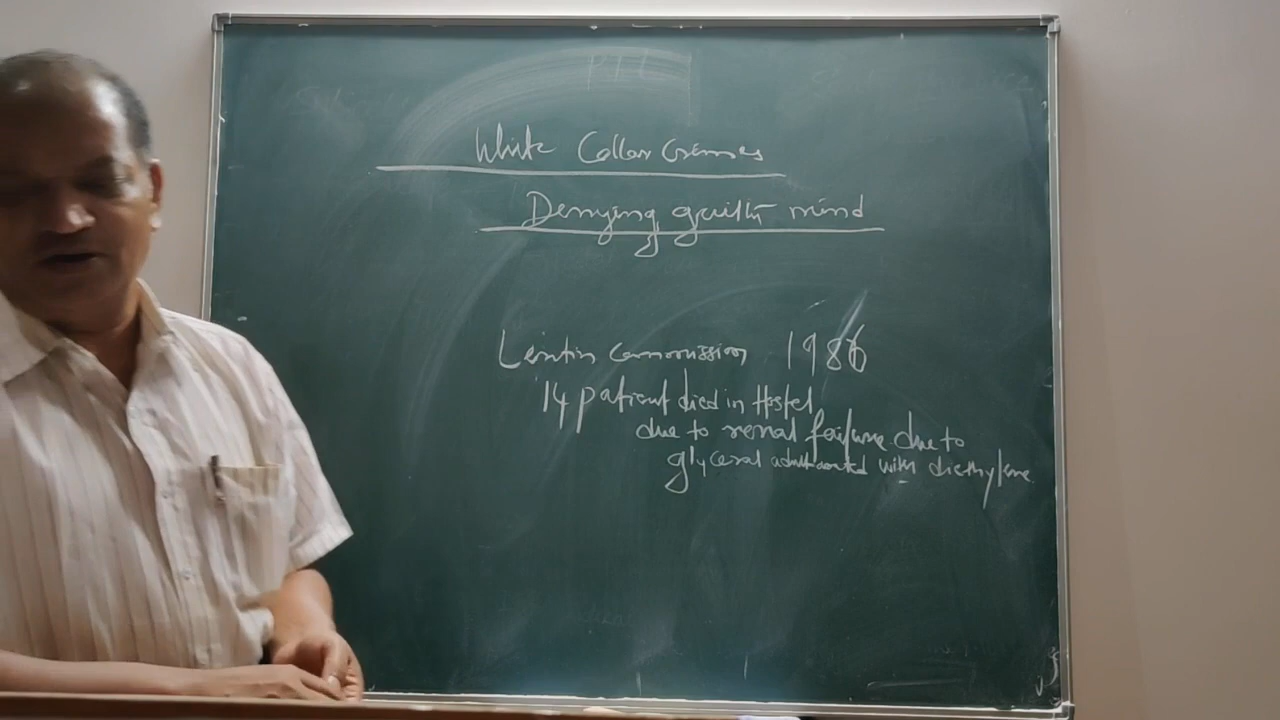 White Collar Crimes
Denying guilty mind
Lentin commission 1986
14 patient died in Hospital
due to renal failure due to
glyceral adulterated with diethylene